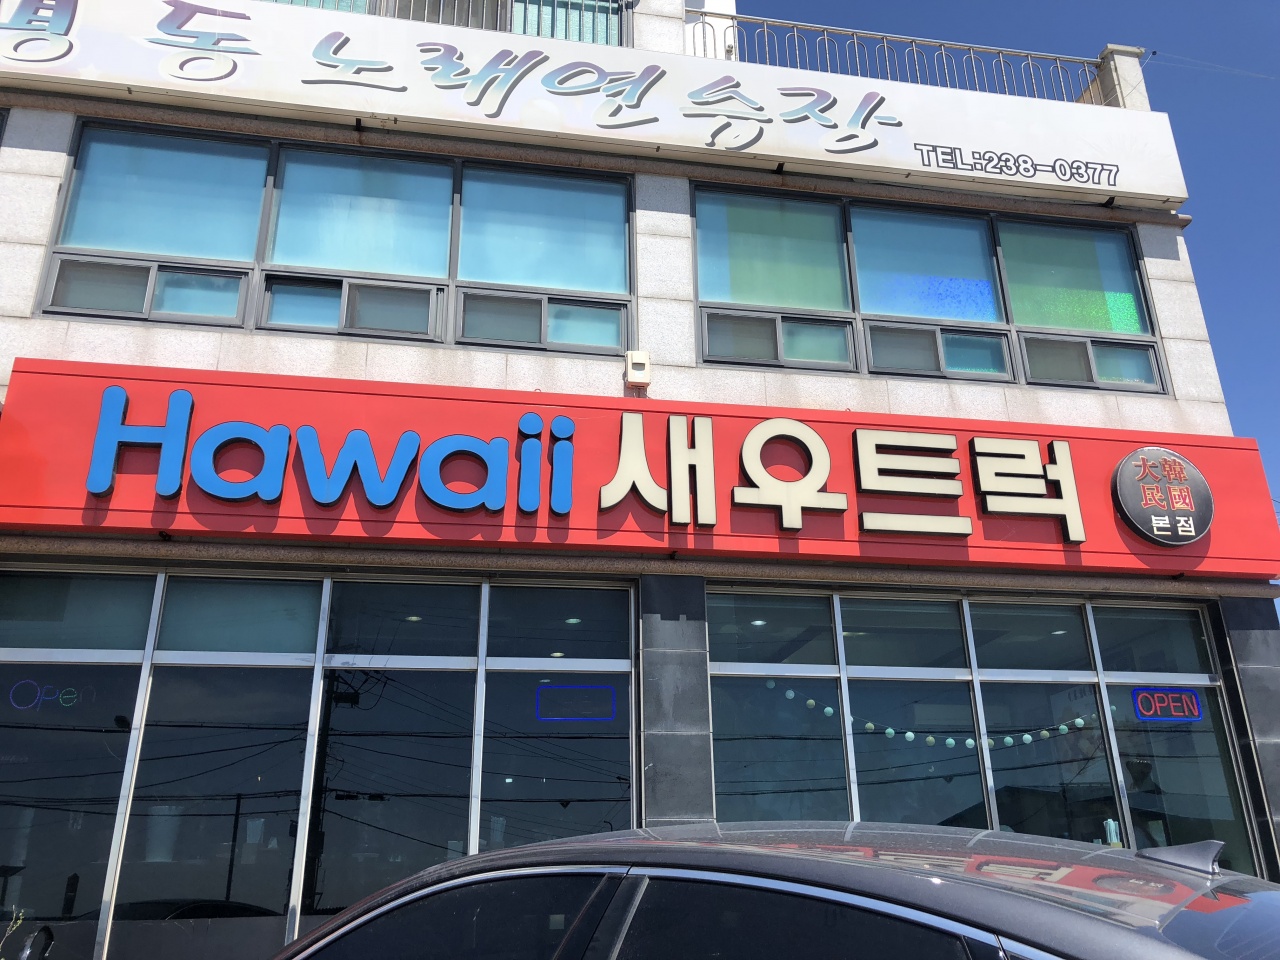 동 노래연습장
TEL:238-0377
Hawaii 새우트럭
大韓
民國
본점
Open
OPEN